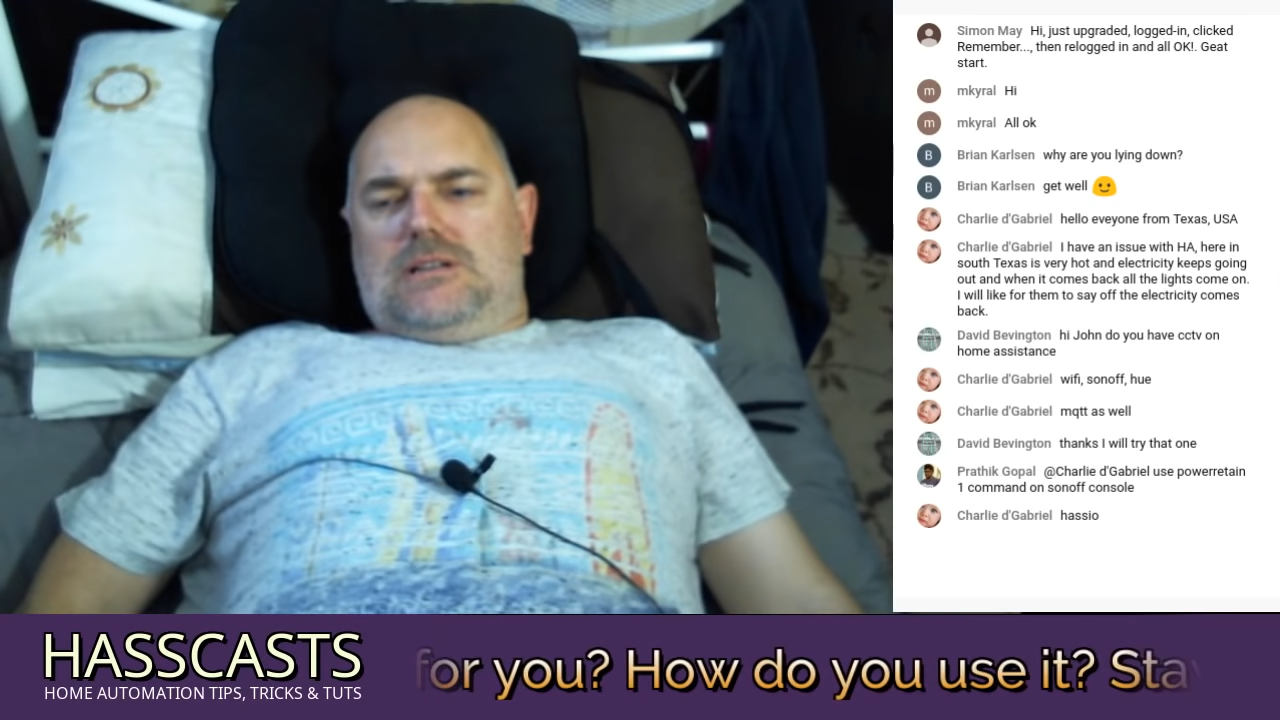 Simon May Hi, just upgraded, logged-in, clicked
Remember..., then relogged in and all OK!. Geat
start.
m mkyral Hi
m mkyral All ok
B Brian Karlsen why are you lying down?
B Brian Karlsen get well
Charlie d'Gabriel hello eveyone from Texas, USA
Charlie d'Gabriel I have an issue with HA, here in
south Texas is very hot and electricity keeps going
out and when it comes back all the lights come on.
I will like for them to say off the electricity comes
back.
David Bevington hi John do you have cctv on
home assistance
Charlie d'Gabriel wifi, sonoff, hue
Charlie d'Gabriel mqtt as well
David Bevington thanks I will try that one
Prathik Gopal @Charlie d'Gabriel use powerretain
1 command on sonoff console
Charlie d'Gabriel hassio
HASSCASTS
HOME AUTOMATION TIPS, TRICKS & TUTS
for you? How do you use it? Sta